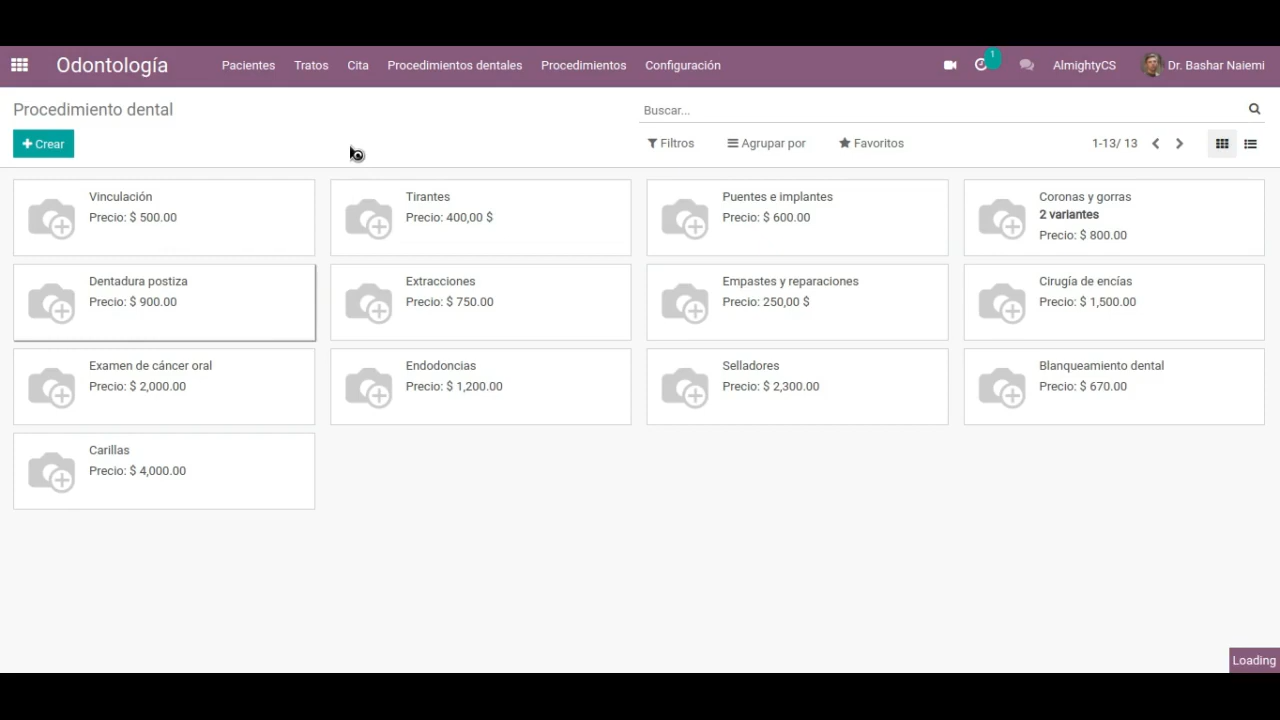 Odontología Pacientes Tratos Cita Procedimientos dentales Procedimientos Configuración 1 AlmightyCS Dr. Bashar Naiemi
Procedimiento dental
Buscar...
Crear
Filtros Agrupar por Favoritos 1-13/ 13
Vinculación
Precio: $ 500.00
Tirantes
Precio: 400,00 $
Puentes e implantes
Precio: $ 600.00
Coronas y gorras
2 variantes
Precio: $ 800.00
Dentadura postiza
Precio: $ 900.00
Extracciones
Precio: $ 750.00
Empastes y reparaciones
Precio: 250,00 $
Cirugía de encías
Precio: $ 1,500.00
Examen de cáncer oral
Precio: $ 2,000.00
Endodoncias
Precio: $ 1,200.00
Selladores
Precio: $ 2,300.00
Blanqueamiento dental
Precio: $ 670.00
Carillas
Precio: $ 4,000.00
Loading